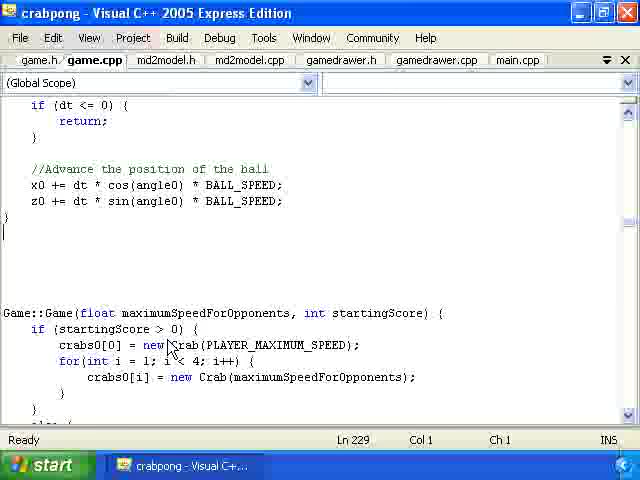 crabpong - Visual C++ 2005 Express Edition
File Edit View Project Build Debug Tools Window Community Help
game.h game.cpp md2model.h md2model.cpp gamedrawer.h gamedrawer.cpp main.cpp
(Global Scope)
if (dt <= 0) {
return;
}
//Advance the position of the ball
x0 += dt * cos(angle0) * BALL_SPEED;
z0 += dt * sin(angle0) * BALL_SPEED;
}
Game::Game(float maximumSpeedForOpponents, int startingScore) {
if (startingScore > 0) {
crabs0[0] = new Crab(PLAYER_MAXIMUM_SPEED);
for(int i = 1; i < 4; i++) {
crabs0[i] = new Crab(maximumSpeedForOpponents);
}
}
else {
Ready Ln 229 Col 1 Ch 1 INS
start crabpong - Visual C+...